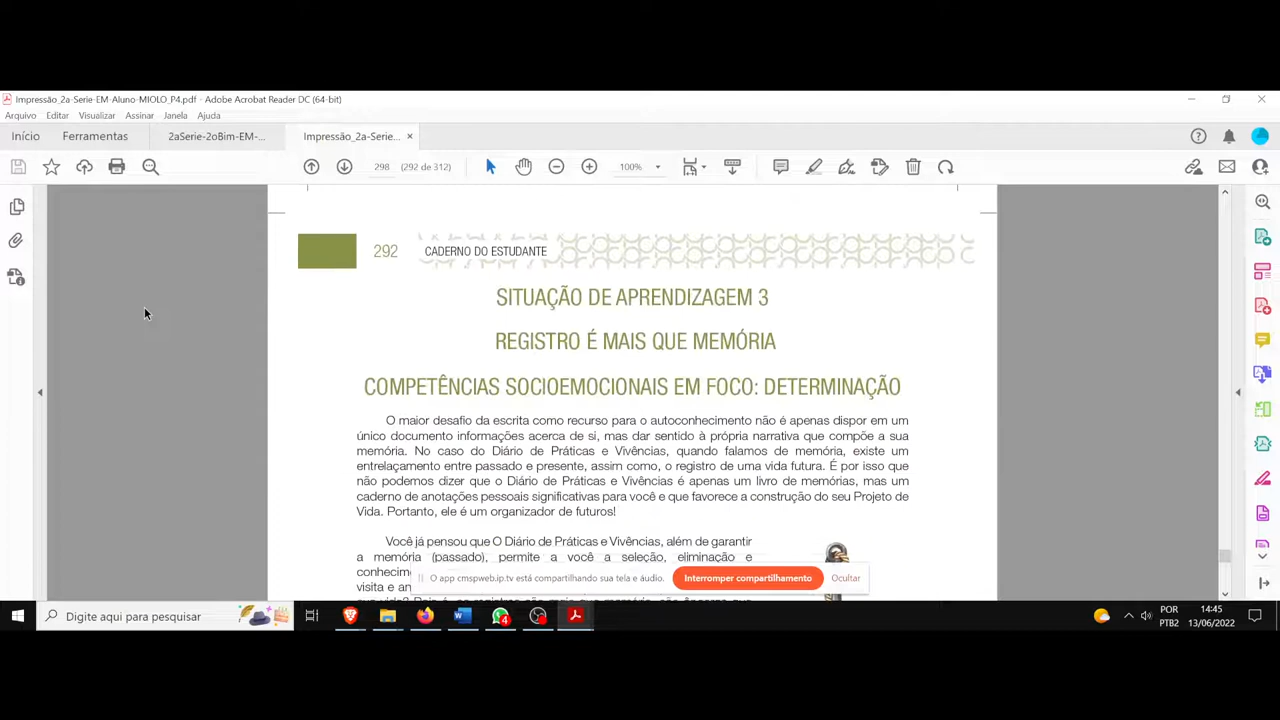 Impressão_2a-Serie-EM-Aluno-MIOLO_P4.pdf - Adobe Acrobat Reader DC (64-bit)
Arquivo Editar Visualizar Assinar Janela Ajuda
Início Ferramentas 2aSerie-2oBim-EM-... Impressão_2a-Serie... ×
298 (292 de 312) 100%
292 CADERNO DO ESTUDANTE
SITUAÇÃO DE APRENDIZAGEM 3
REGISTRO É MAIS QUE MEMÓRIA
COMPETÊNCIAS SOCIOEMOCIONAIS EM FOCO: DETERMINAÇÃO
O maior desafio da escrita como recurso para o autoconhecimento não é apenas dispor em um
único documento informações acerca de si, mas dar sentido à própria narrativa que compõe a sua
memória. No caso do Diário de Práticas e Vivências, quando falamos de memória, existe um
entrelaçamento entre passado e presente, assim como, o registro de uma vida futura. É por isso que
não podemos dizer que o Diário de Práticas e Vivências é apenas um livro de memórias, mas um
caderno de anotações pessoais significativas para você e que favorece a construção do seu Projeto de
Vida. Portanto, ele é um organizador de futuros!
Você já pensou que O Diário de Práticas e Vivências, além de garantir
a memória (passado), permite a você a seleção, eliminação e
conhecim
visita e an
O app cmspweb.ip.tv está compartilhando sua tela e áudio. Interromper compartilhamento Ocultar
Digite aqui para pesquisar
4
POR
PTB2
14:45
13/06/2022